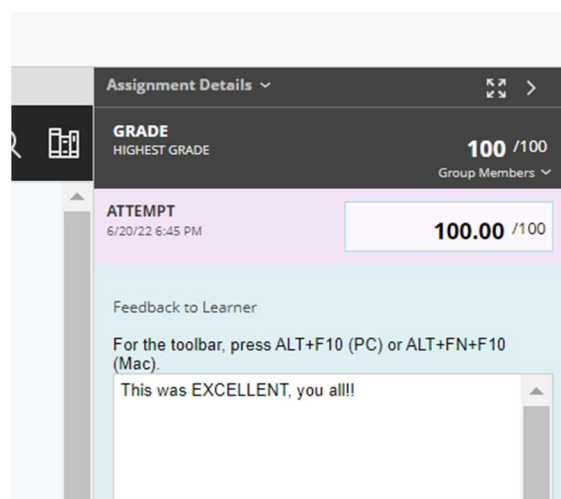 Assignment Details
GRADE
HIGHEST GRADE
100 /100
Group Members
ATTEMPT
6/20/22 6:45 PM
100.00 /100
Feedback to Learner
For the toolbar, press ALT+F10 (PC) or ALT+FN+F10
(Mac).
This was EXCELLENT, you all!!